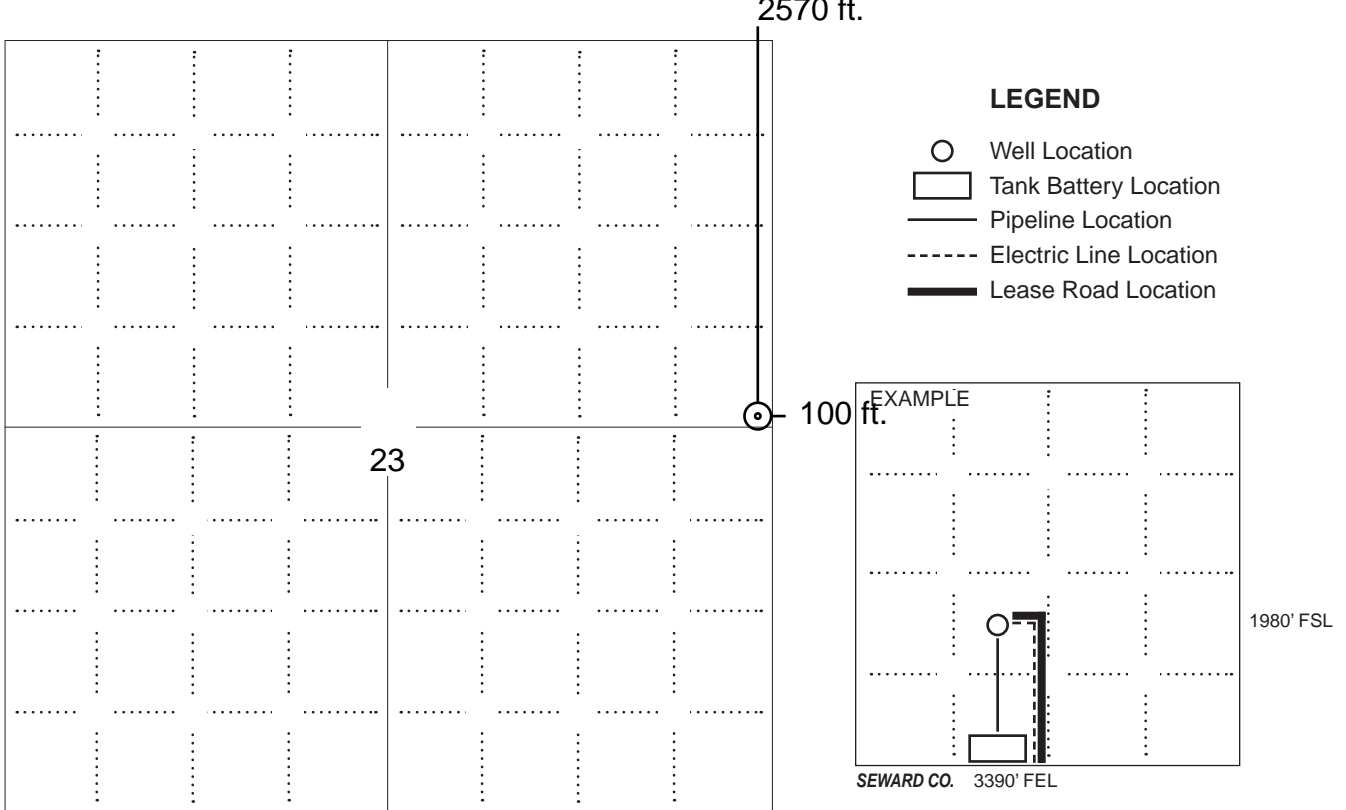 2570 ft.
LEGEND
Well Location
Tank Battery Location
Pipeline Location
Electric Line Location
Lease Road Location
EXAMPLE
100 ft.
23
1980’ FSL
SEWARD CO. 3390’ FEL